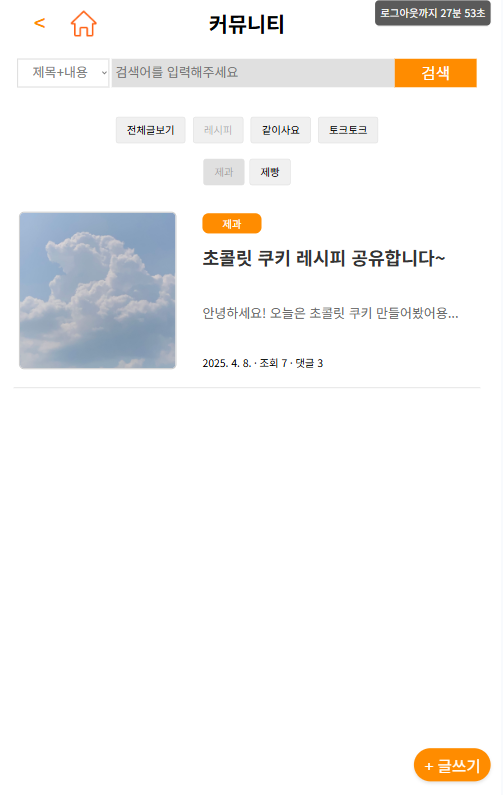 <
커뮤니티
로그아웃까지 27분 53초
제목+내용
검색어를 입력해주세요
검색
전체글보기
레시피
같이사요
토크토크
제과
제빵
제과
초콜릿 쿠키 레시피 공유합니다~
안녕하세요! 오늘은 초콜릿 쿠키 만들어봤어용...
2025. 4. 8. · 조회 7 · 댓글 3
+ 글쓰기